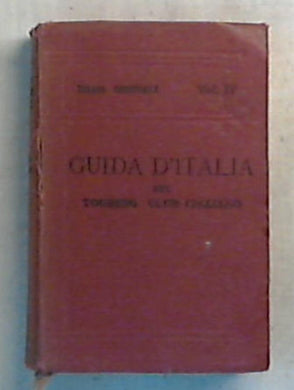 ITALIA CENTRALE VOL. IV
GUIDA D'ITALIA
DEL
TOURING CLUB ITALIANO